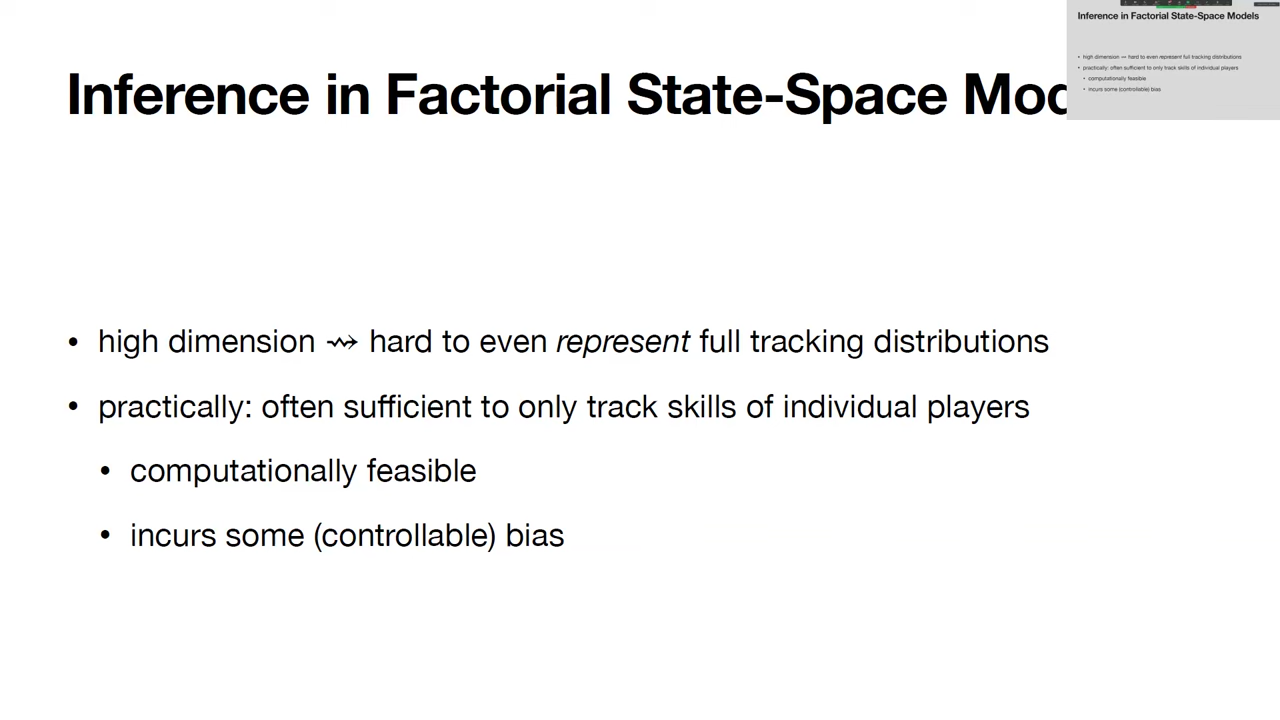 Inference in Factorial State-Space Mod
• high dimension ⇝ hard to even represent full tracking distributions
• practically: often sufficient to only track skills of individual players
• computationally feasible
• incurs some (controllable) bias
Inference in Factorial State-Space Models
• high dimension ⇝ hard to even represent full tracking distributions
• practically: often sufficient to only track skills of individual players
• computationally feasible
• incurs some (controllable) bias